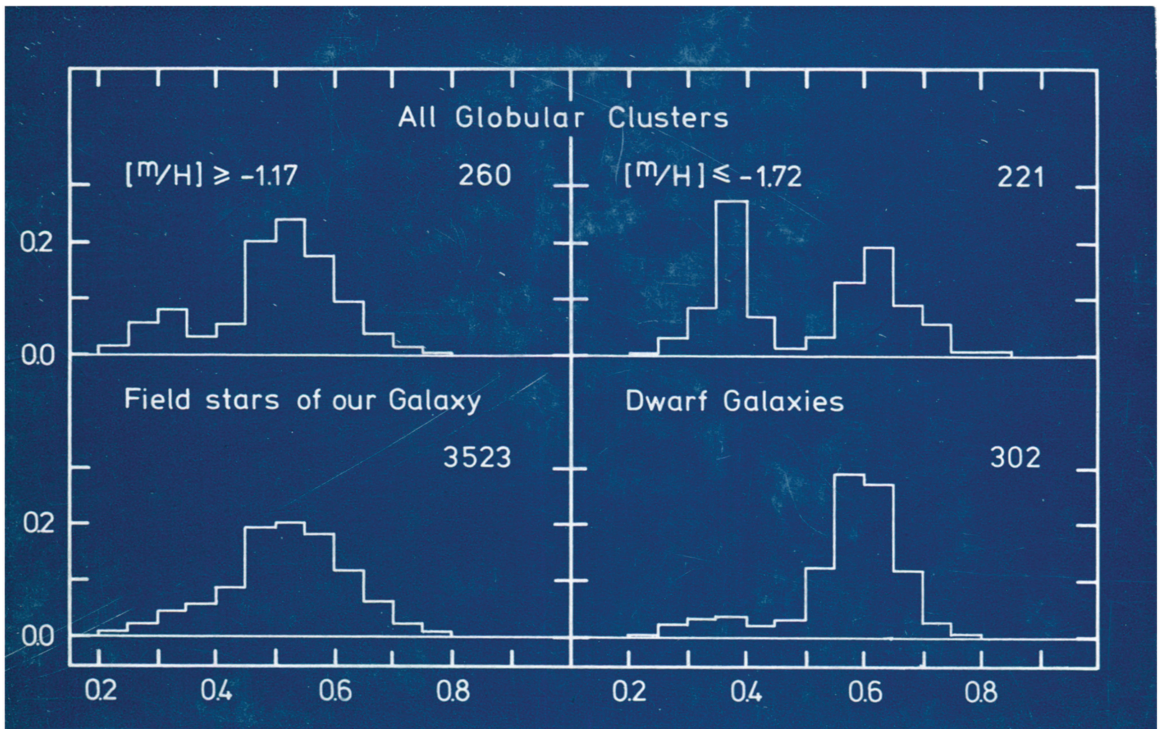 All Globular Clusters
[m/H] ⩾ -1.17 260
[m/H] ⩽ -1.72 221
0.2
0.0
Field stars of our Galaxy
3523
Dwarf Galaxies
302
0.2
0.0
0.2 0.4 0.6 0.8
0.2 0.4 0.6 0.8